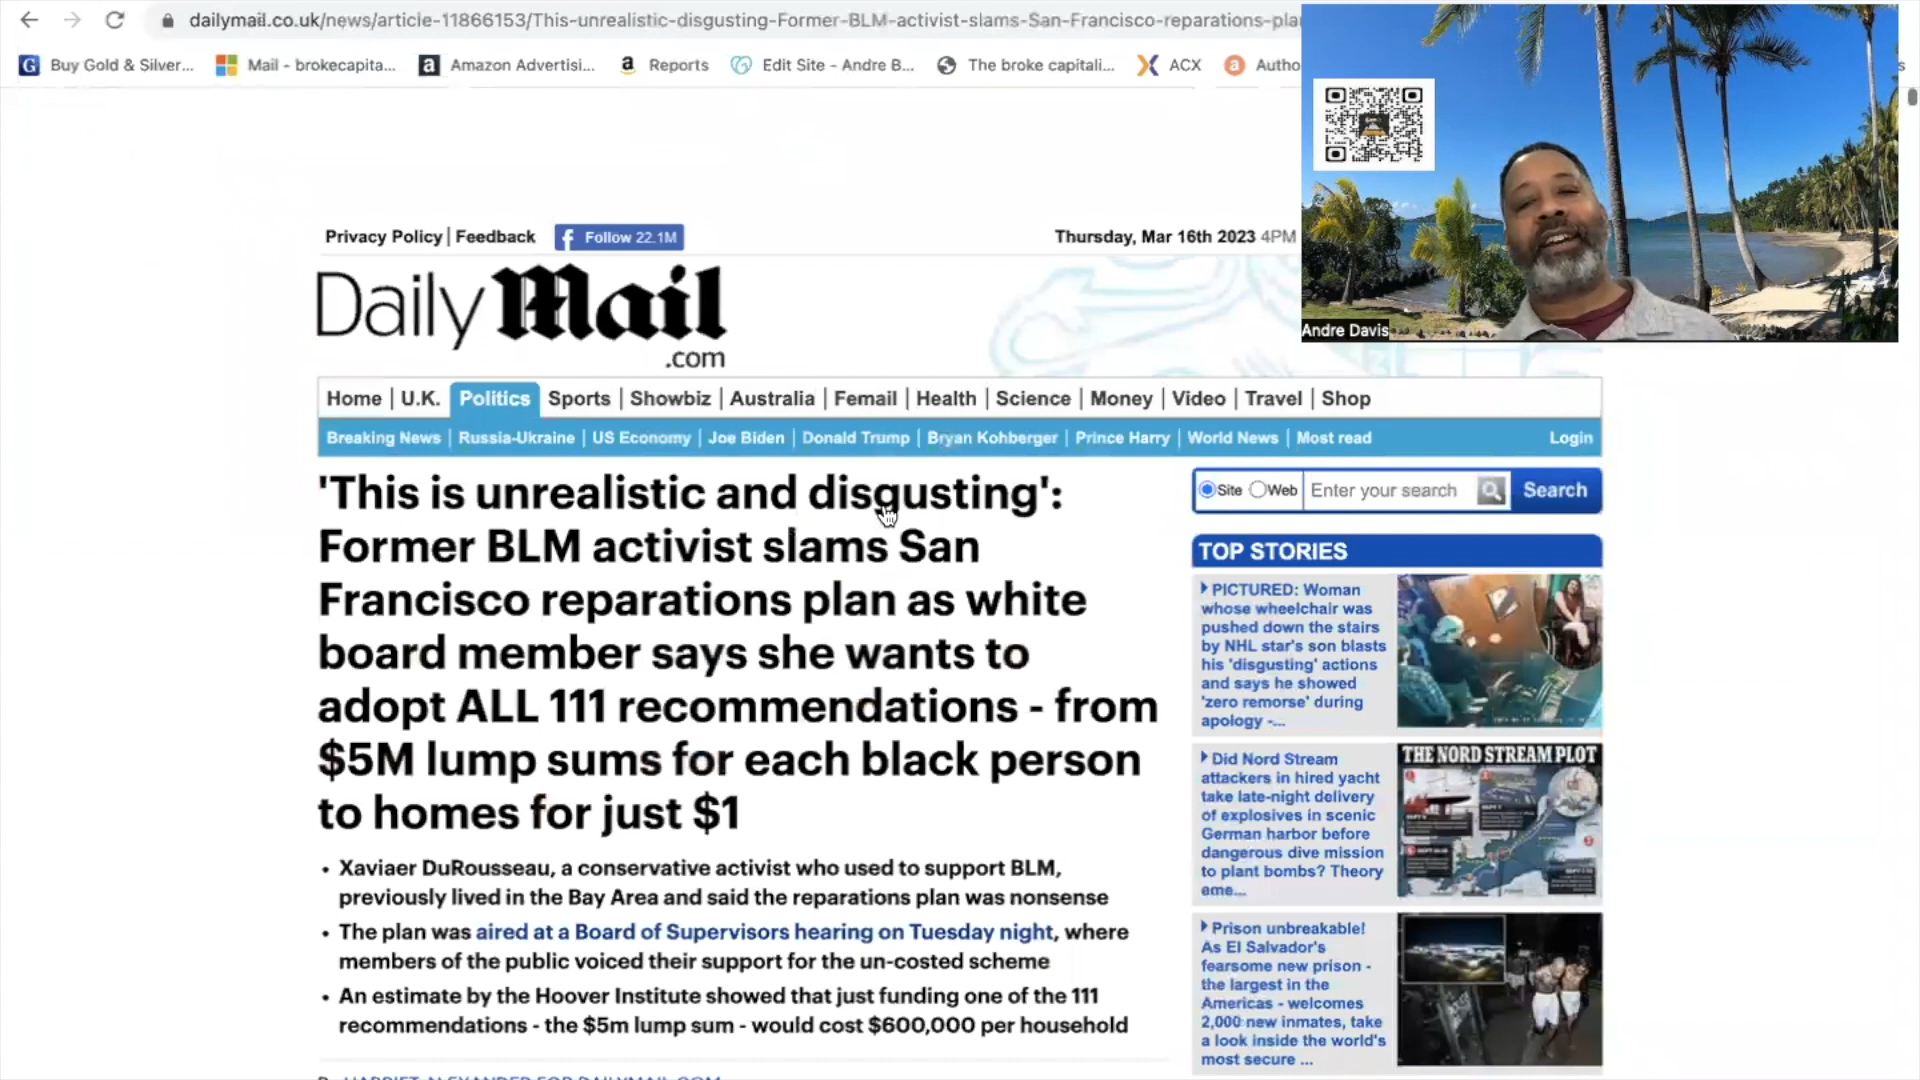 dailymail.co.uk/news/article-11866153/This-unrealistic-disgusting-Former-BLM-activist-slams-San-Francisco-reparations-plan
Buy Gold & Silver... Mail - brokecapita... Amazon Advertisi... Reports Edit Site - Andre B... The broke capitali... ACX Autho
Andre Davis
Privacy Policy | Feedback Follow 22.1M Thursday, Mar 16th 2023 4PM
Daily Mail
.com
Home | U.K. Politics Sports | Showbiz | Australia | Femail | Health | Science | Money | Video | Travel | Shop
Breaking News | Russia-Ukraine | US Economy | Joe Biden | Donald Trump | Bryan Kohberger | Prince Harry | World News | Most read Login
'This is unrealistic and disgusting':
Former BLM activist slams San
Francisco reparations plan as white
board member says she wants to
adopt ALL 111 recommendations - from
$5M lump sums for each black person
to homes for just $1
• Xaviaer DuRousseau, a conservative activist who used to support BLM,
previously lived in the Bay Area and said the reparations plan was nonsense
• The plan was aired at a Board of Supervisors hearing on Tuesday night, where
members of the public voiced their support for the un-costed scheme
• An estimate by the Hoover Institute showed that just funding one of the 111
recommendations - the $5m lump sum - would cost $600,000 per household
Site Web Enter your search Search
TOP STORIES
PICTURED: Woman
whose wheelchair was
pushed down the stairs
by NHL star's son blasts
his 'disgusting' actions
and says he showed
'zero remorse' during
apology -...
Did Nord Stream
attackers in hired yacht
take late-night delivery
of explosives in scenic
German harbor before
dangerous dive mission
to plant bombs? Theory
eme...
THE NORD STREAM PLOT
Prison unbreakable!
As El Salvador's
fearsome new prison -
the largest in the
Americas - welcomes
2,000 new inmates, take
a look inside the world's
most secure ...